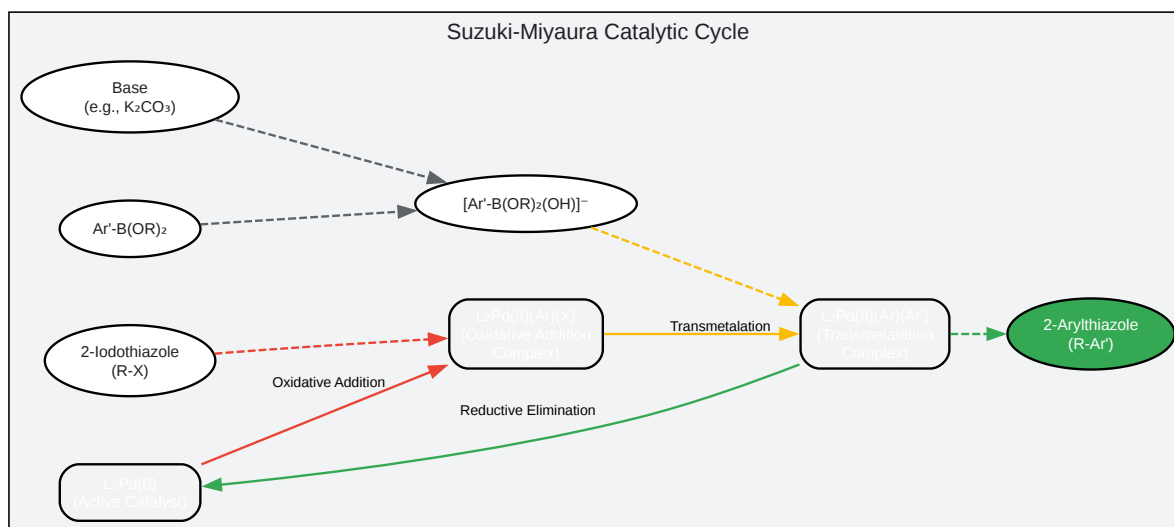 Suzuki-Miyaura Catalytic Cycle
Base
(e.g., K₂CO₃)
Ar'-B(OR)₂
[Ar'-B(OR)₂(OH)]⁻
2-Iodothiazole
(R-X)
L₂Pd(II)(Ar)(X)
(Oxidative Addition
Complex)
Transmetalation
L₂Pd(II)(Ar)(Ar')
(Transmetalation
Complex)
2-Arylthiazole
(R-Ar')
Oxidative Addition
Reductive Elimination
L₂Pd(0)
(Active Catalyst)